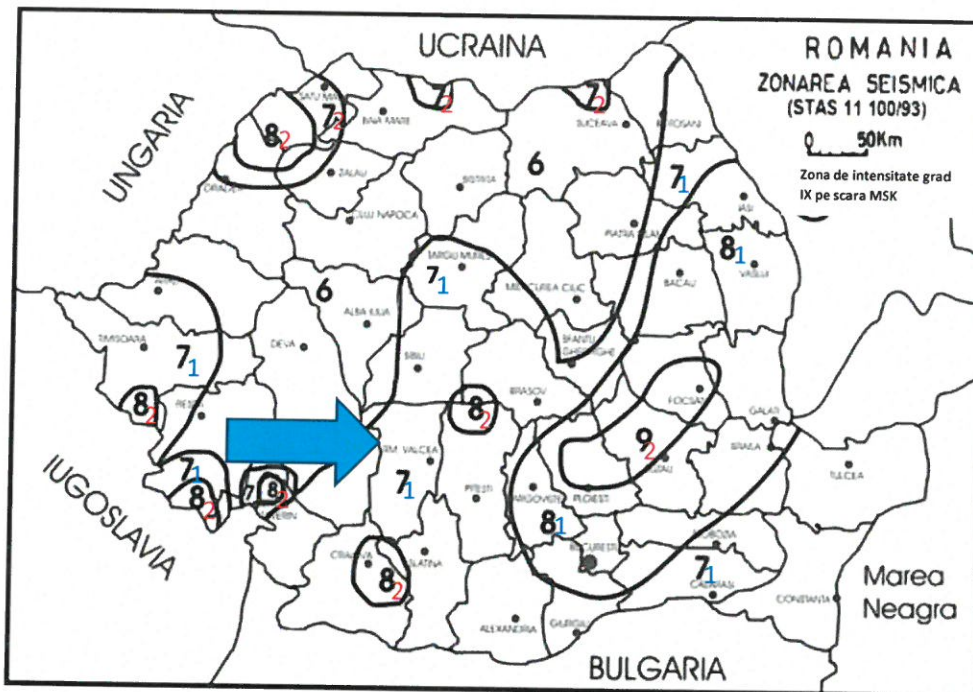 UCRAINA
ROMANIA
ZONAREA SEISMICA
(STAS 11 100/93)
0 50Km
Zona de intensitate grad
IX pe scara MSK
UNGARIA
SATU MARE
7 2
8 2
BAIA MARE
2
7 2
SUCEAVA
BOTOSANI
ORADEA
ZALAU
BISTRITA
6
7 1
IASI
CLUJ NAPOCA
PIATRA NEAMT
8 1
VASLUI
TARGU MURES
7 1
MIERCUREA CIUC
BACAU
ARAD
6
ALBA IULIA
TIMISOARA
7 1
DEVA
SIBIU
SFANTU
GHEORGHE
8 2
RESITA
8 2
BRASOV
FOCSANI
GALATI
9 2
BUZAU
BRAILA
TULCEA
IUGOSLAVIA
7 1
8 2
7
8 2
SEVERIN
RM. VALCEA
7 1
PITESTI
TARGOVISTE
PLOIESTI
8 1
BUCURESTI
SLOBOZIA
7 1
CALARASI
CRAIOVA
8 2
SLATINA
CONSTANTA
Marea
Neagra
ALEXANDRIA
GIURGIU
BULGARIA